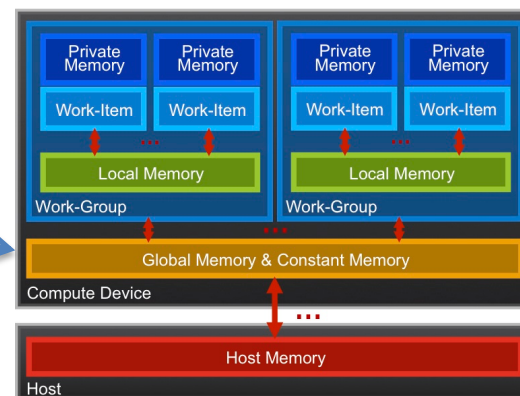 Private Memory
Private Memory
Private Memory
Private Memory
Work-Item
Work-Item
Work-Item
Work-Item
...
...
Local Memory
Local Memory
Work-Group
Work-Group
...
Global Memory & Constant Memory
Compute Device
...
Host Memory
Host